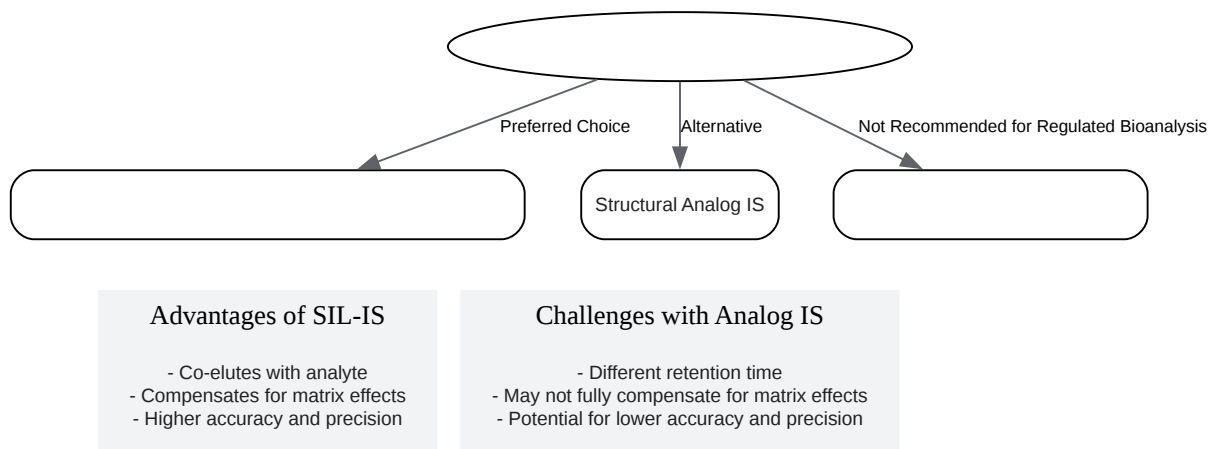 Preferred Choice
Alternative
Not Recommended for Regulated Bioanalysis
Structural Analog IS
Advantages of SIL-IS
- Co-elutes with analyte
- Compensates for matrix effects
- Higher accuracy and precision
Challenges with Analog IS
- Different retention time
- May not fully compensate for matrix effects
- Potential for lower accuracy and precision